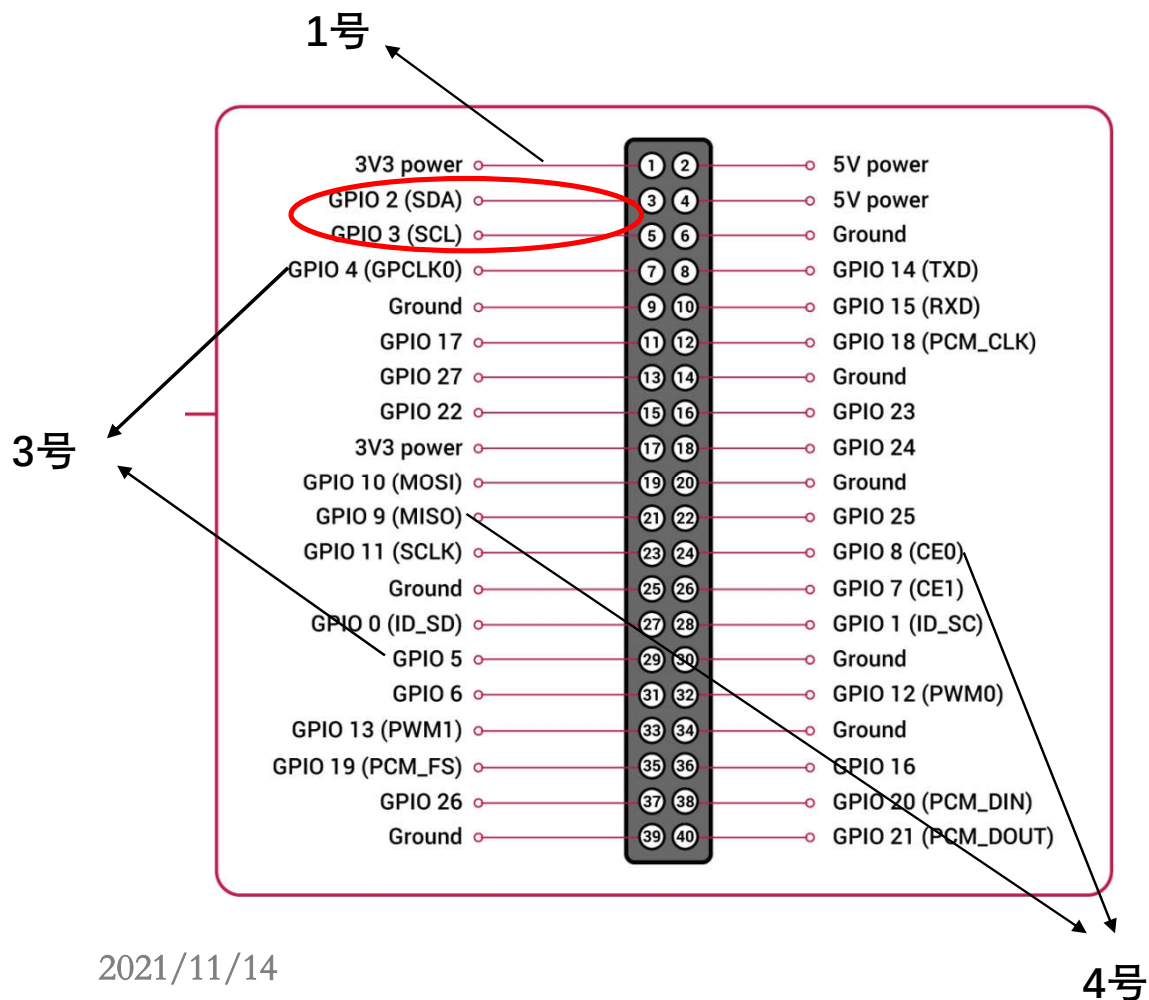 1号
3V3 power 1 2 5V power
GPIO 2 (SDA) 3 4 5V power
GPIO 3 (SCL) 5 6 Ground
GPIO 4 (GPCLK0) 7 8 GPIO 14 (TXD)
Ground 9 10 GPIO 15 (RXD)
GPIO 17 11 12 GPIO 18 (PCM_CLK)
GPIO 27 13 14 Ground
GPIO 22 15 16 GPIO 23
3号
3V3 power 17 18 GPIO 24
GPIO 10 (MOSI) 19 20 Ground
GPIO 9 (MISO) 21 22 GPIO 25
GPIO 11 (SCLK) 23 24 GPIO 8 (CE0)
Ground 25 26 GPIO 7 (CE1)
GPIO 0 (ID_SD) 27 28 GPIO 1 (ID_SC)
GPIO 5 29 30 Ground
GPIO 6 31 32 GPIO 12 (PWM0)
GPIO 13 (PWM1) 33 34 Ground
GPIO 19 (PCM_FS) 35 36 GPIO 16
GPIO 26 37 38 GPIO 20 (PCM_DIN)
Ground 39 40 GPIO 21 (PCM_DOUT)
2021/11/14
4号